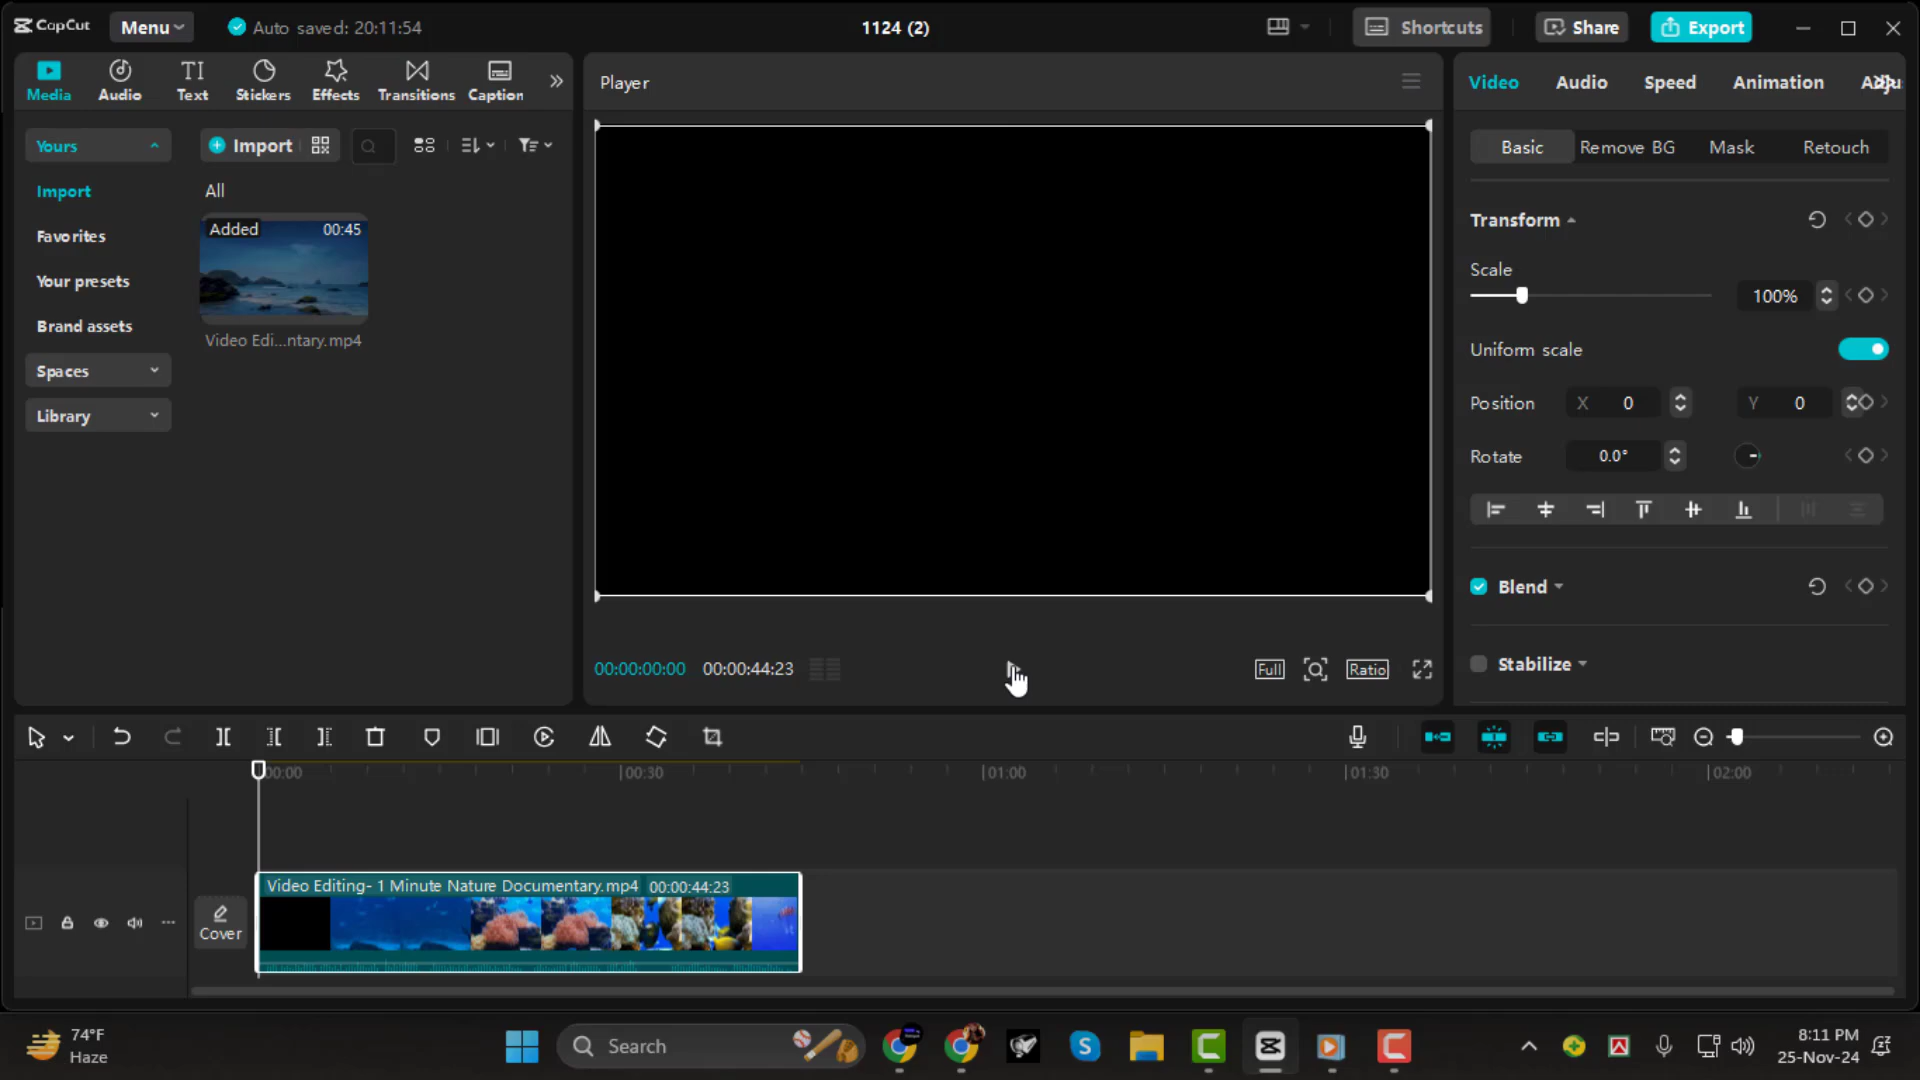 CapCut
Menu
Auto saved: 20:11:54
1124 (2)
Shortcuts
Share
Export
Media
Audio
Text
Stickers
Effects
Transitions
Caption
Player
Video
Audio
Speed
Animation
Yours
Import
Import
Favorites
Your presets
Brand assets
Spaces
Library
All
Added
00:45
Video Edi...ntary.mp4
Basic
Remove BG
Mask
Retouch
Transform
Scale
100%
Uniform scale
Position
X 0
Y 0
Rotate
0.0°
Blend
Stabilize
00:00:00:00
00:00:44:23
Full
Ratio
00:00
00:30
01:00
01:30
02:00
Cover
Video Editing- 1 Minute Nature Documentary.mp4 00:00:44:23
74°F
Haze
Search
8:11 PM
25-Nov-24